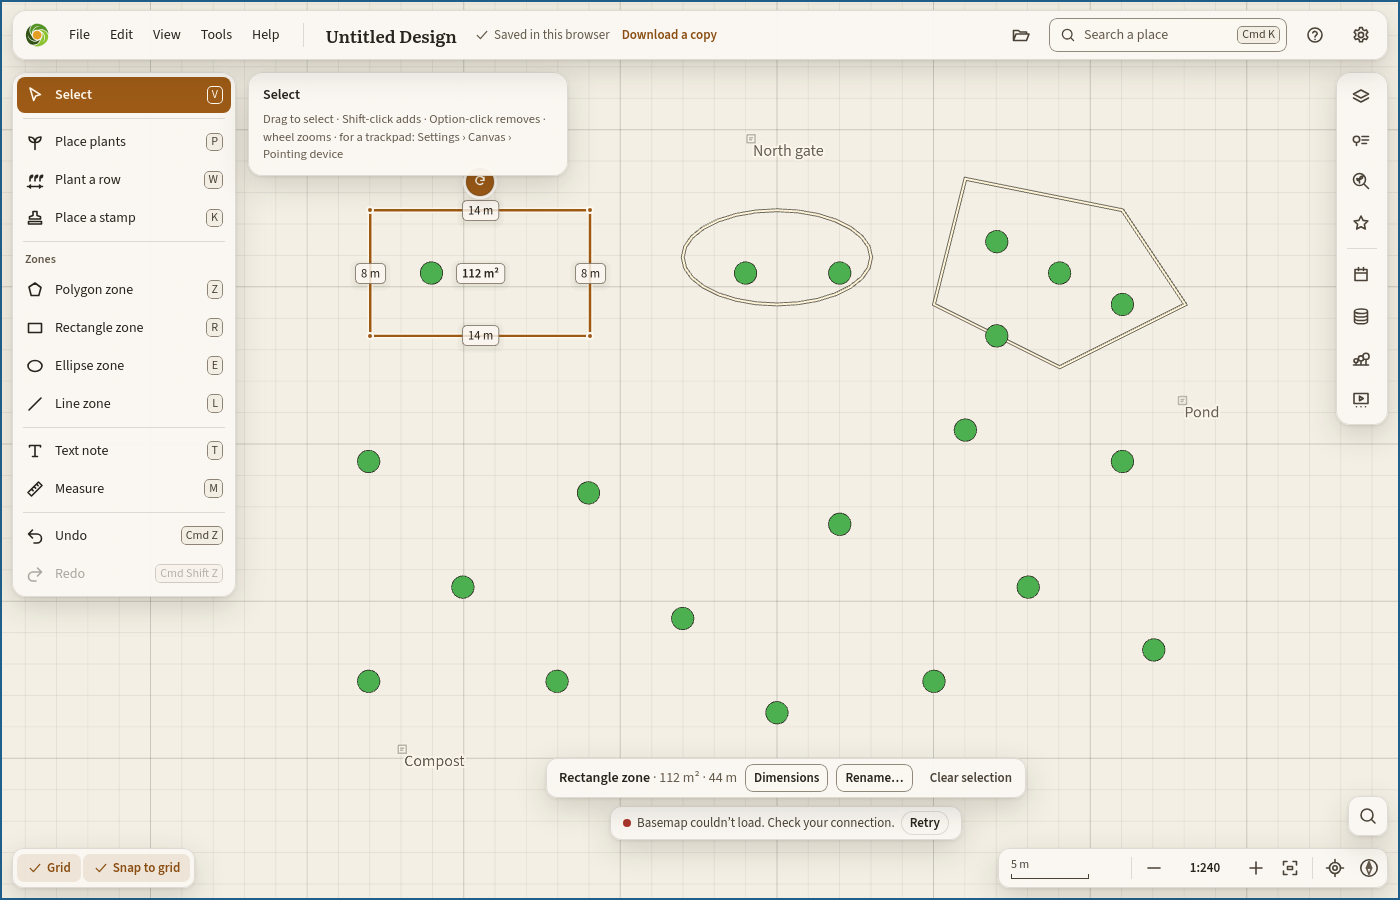 File Edit View Tools Help
Untitled Design
Saved in this browser
Download a copy
Search a place
Cmd K
Select V
Place plants P
Plant a row W
Place a stamp K
Zones
Polygon zone Z
Rectangle zone R
Ellipse zone E
Line zone L
Text note T
Measure M
Undo Cmd Z
Redo Cmd Shift Z
Select
Drag to select · Shift-click adds · Option-click removes ·
wheel zooms · for a trackpad: Settings › Canvas ›
Pointing device
North gate
14 m
8 m
112 m²
8 m
14 m
Pond
Compost
Rectangle zone · 112 m² · 44 m
Dimensions
Rename…
Clear selection
Basemap couldn’t load. Check your connection.
Retry
Grid
Snap to grid
5 m
1:240